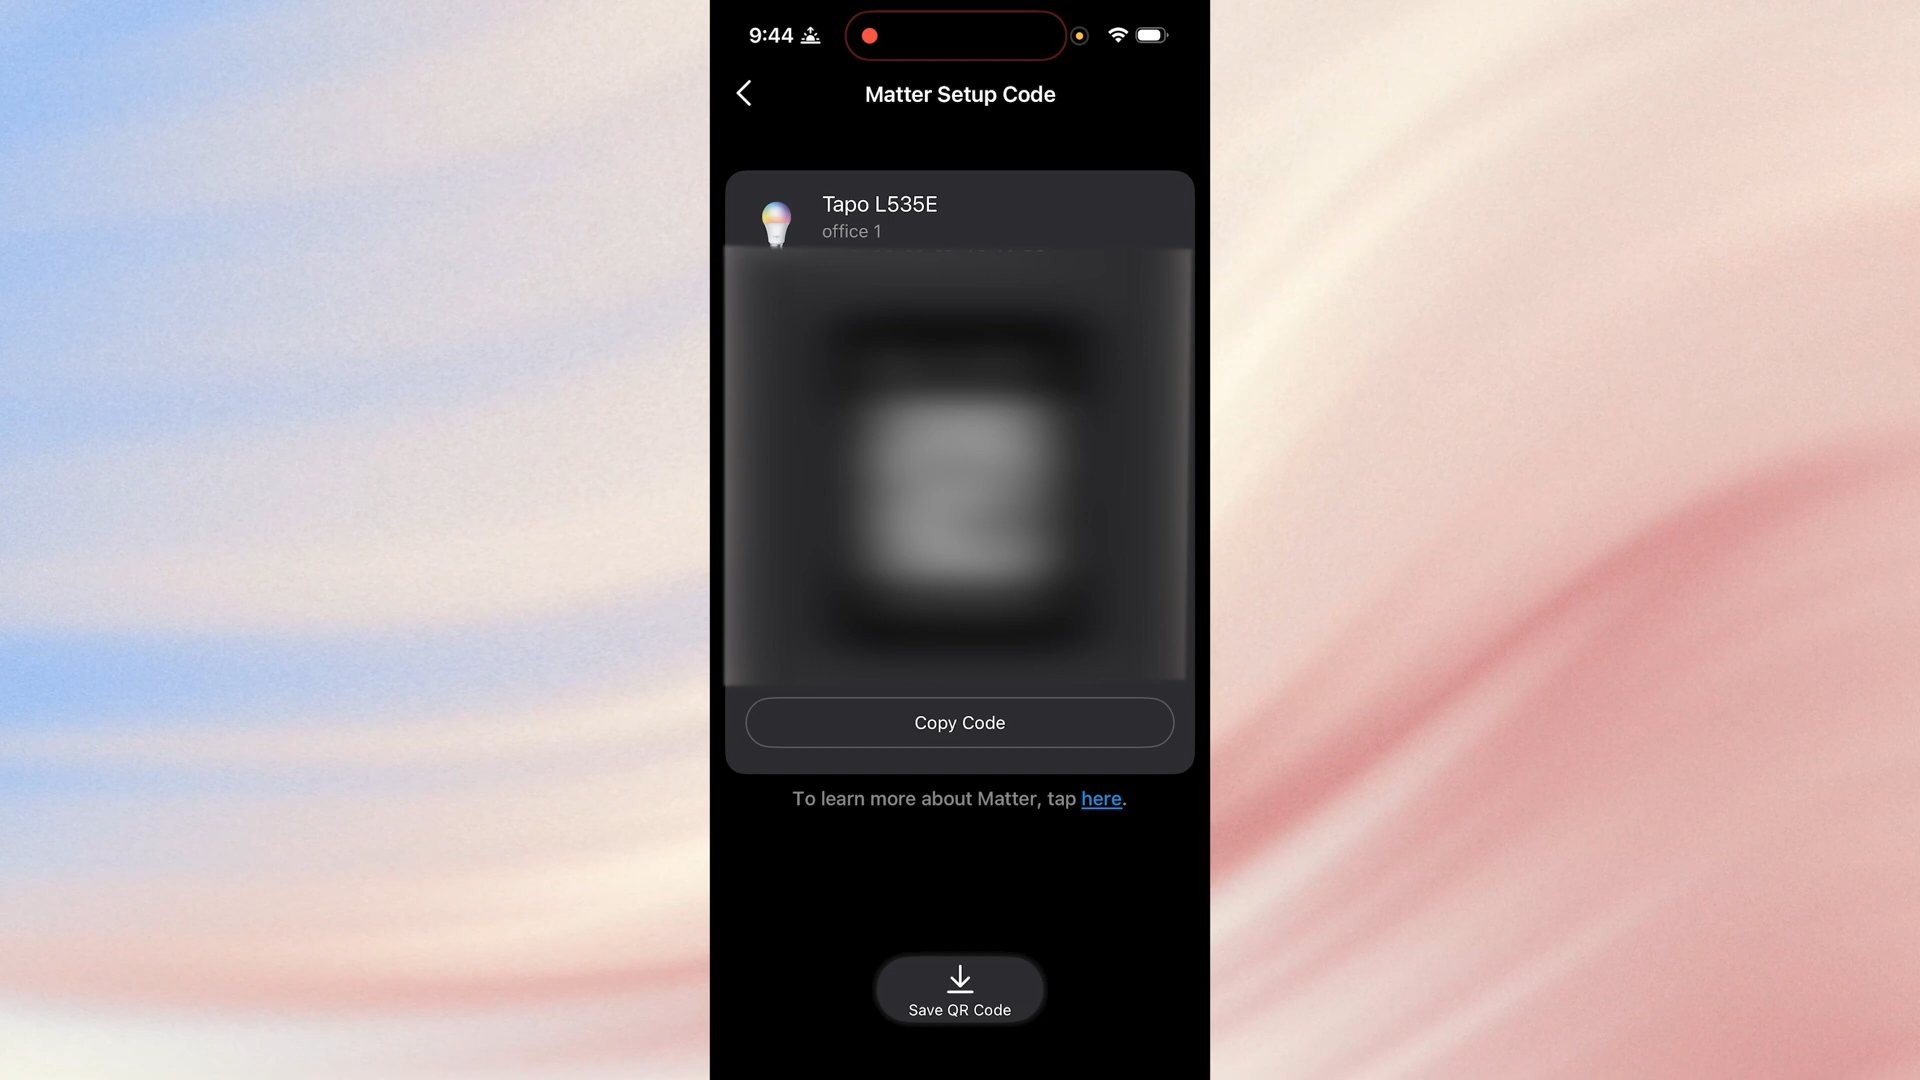 9:44
Matter Setup Code
Tapo L535E
office 1
Copy Code
To learn more about Matter, tap here.
Save QR Code